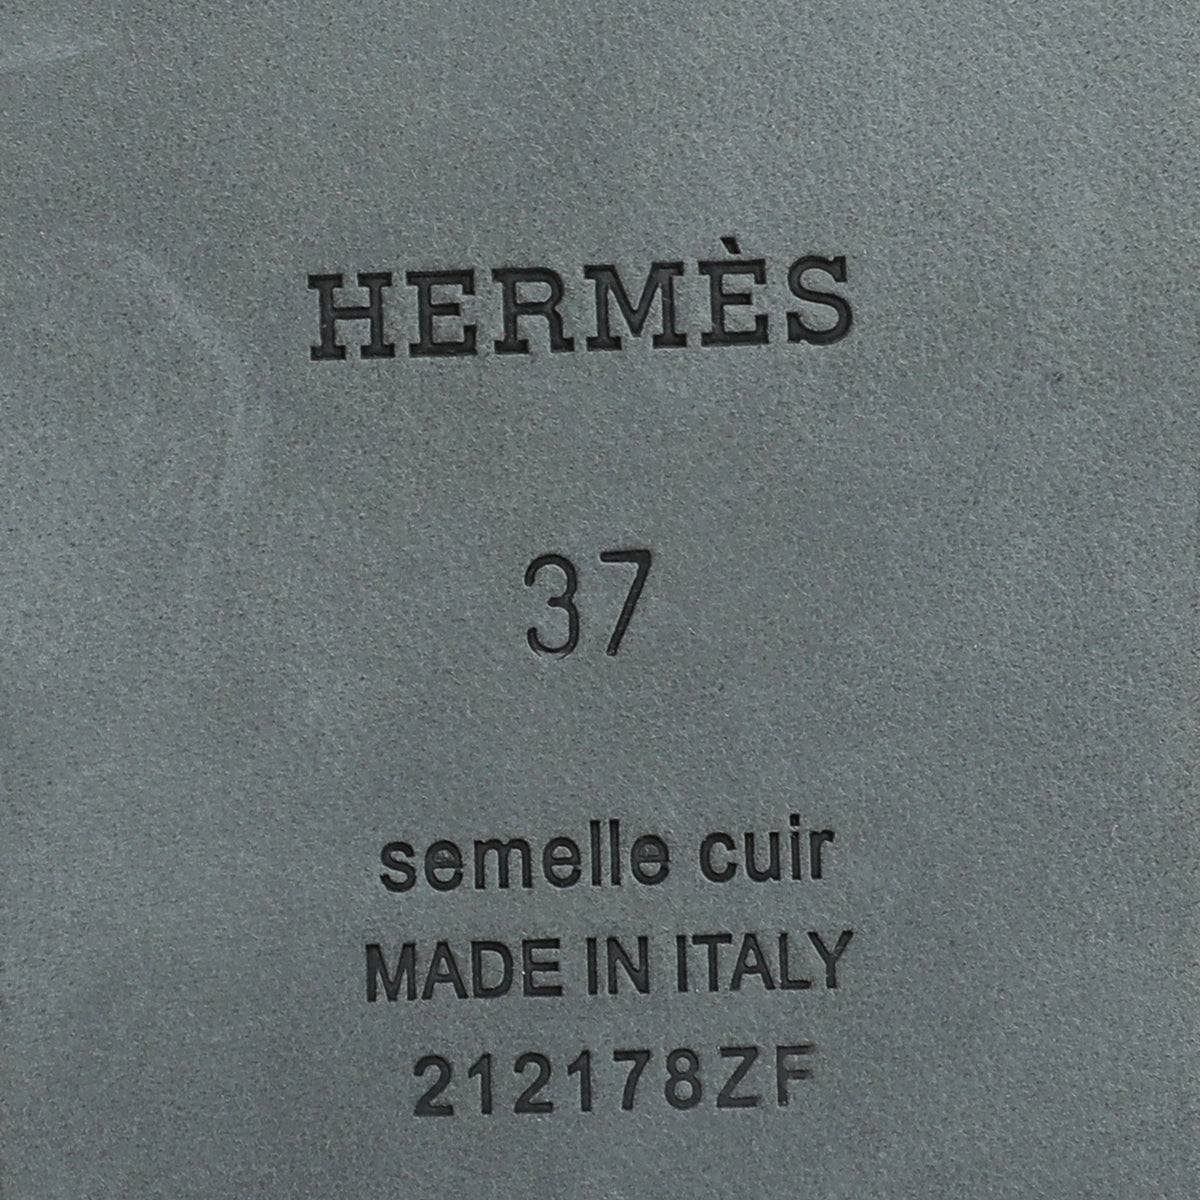 HERMÈS
37
semelle cuir
MADE IN ITALY
212178ZF